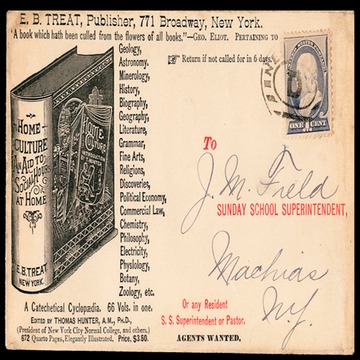 E. B. TREAT, Publisher, 771 Broadway, New York.
"A book which hath been culled from the flowers of all books."—GEO. ELIOT. PERTAINING TO
Geology,
Astronomy,
Mineralogy,
History,
Biography,
Geography,
Literature,
Grammar,
Fine Arts,
Religions,
Discoveries,
Political Economy,
Commercial Law,
Chemistry,
Philosophy,
Electricity,
Physiology,
Botany,
Zoology, etc.
☞ Return if not called for in 6 days
ONE CENT
HOME
CULTURE
AID TO
SOCIAL HOURS
AT HOME
E.B. TREAT
NEW YORK
HOME CULTURE
To
J. M. Field
SUNDAY SCHOOL SUPERINTENDENT,
Machias
N.Y.
Or any Resident
S. S. Superintendent or Pastor.
AGENTS WANTED,
A Catechetical Cyclopædia. 66 Vols. in one.
EDITED BY THOMAS HUNTER, A.M., PH.D.,
(President of New York City Normal College, and others.)
672 Quarto Pages, Elegantly Illustrated. Price, $3.50.